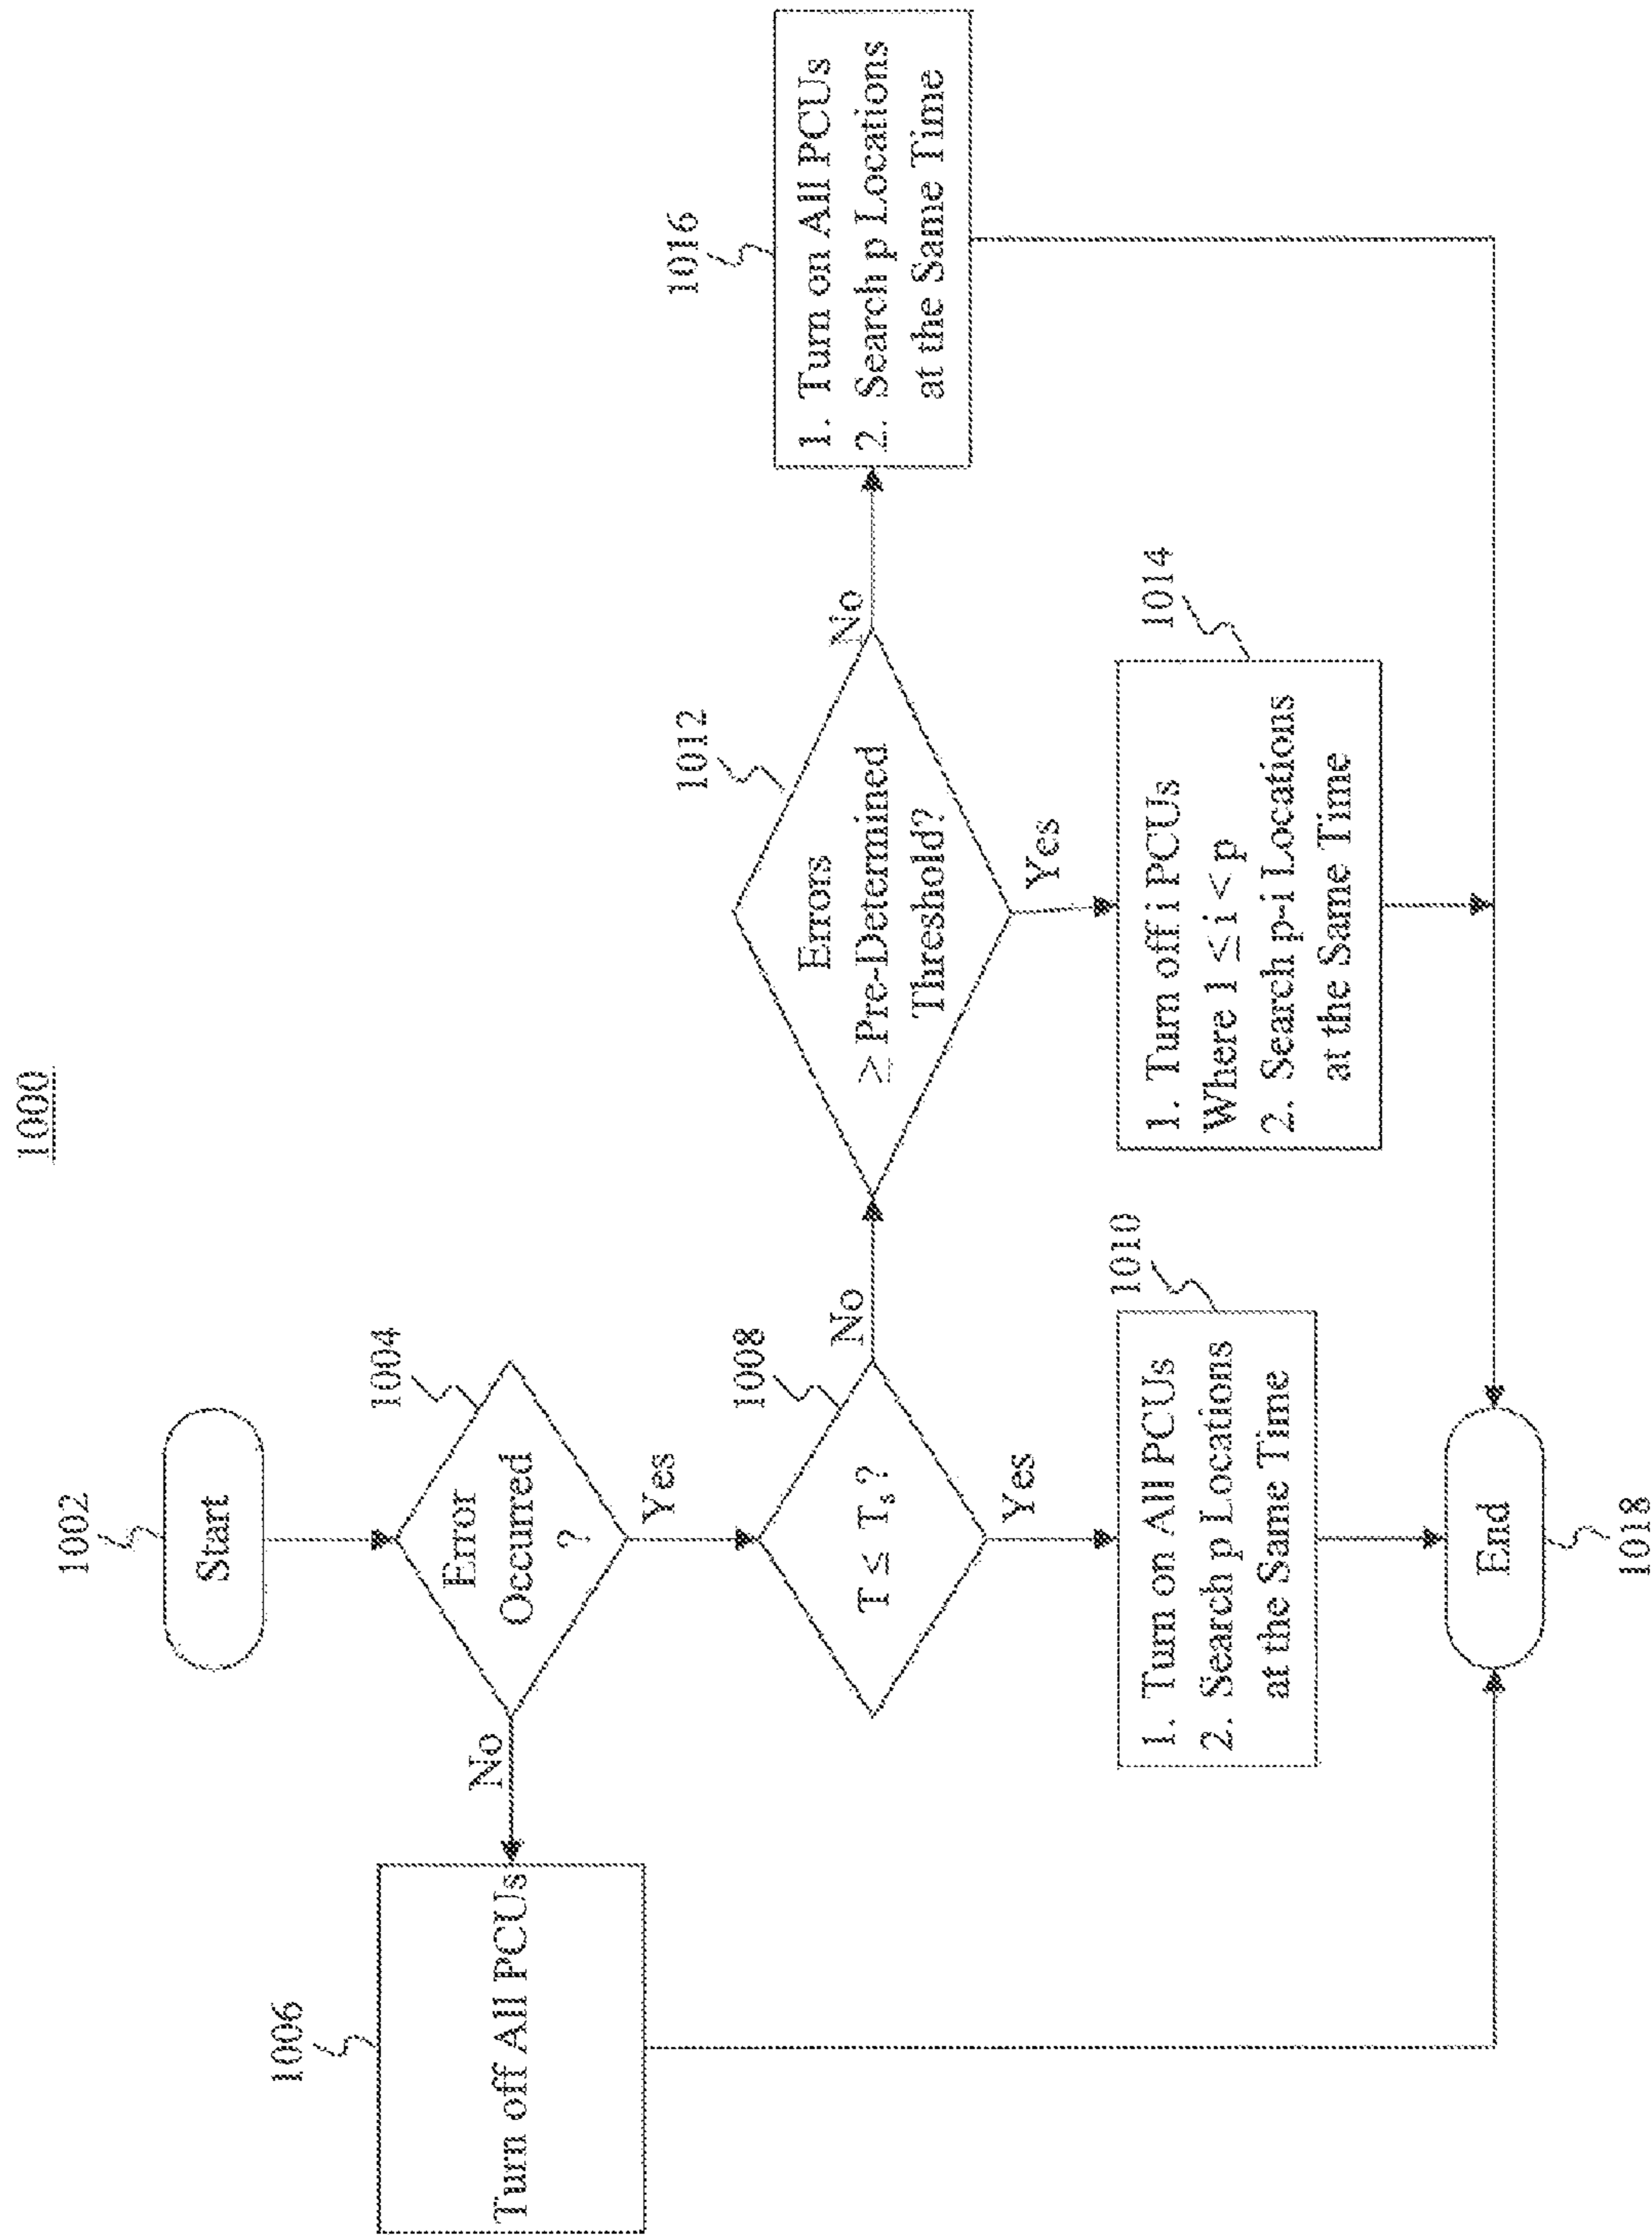 1000
1002
Start
1004
Error
Occurred
?
No
Yes
1006
Turn off All PCUs
1008
T ≤ Tₛ?
No
Yes
1010
1. Turn on All PCUs
2. Search p Locations
at the Same Time
1012
Errors
≥ Pre-Determined
Threshold?
No
Yes
1014
1. Turn off i PCUs
Where 1 ≤ i < p
2. Search p-i Locations
at the Same Time
1016
1. Turn on All PCUs
2. Search p Locations
at the Same Time
End
1018